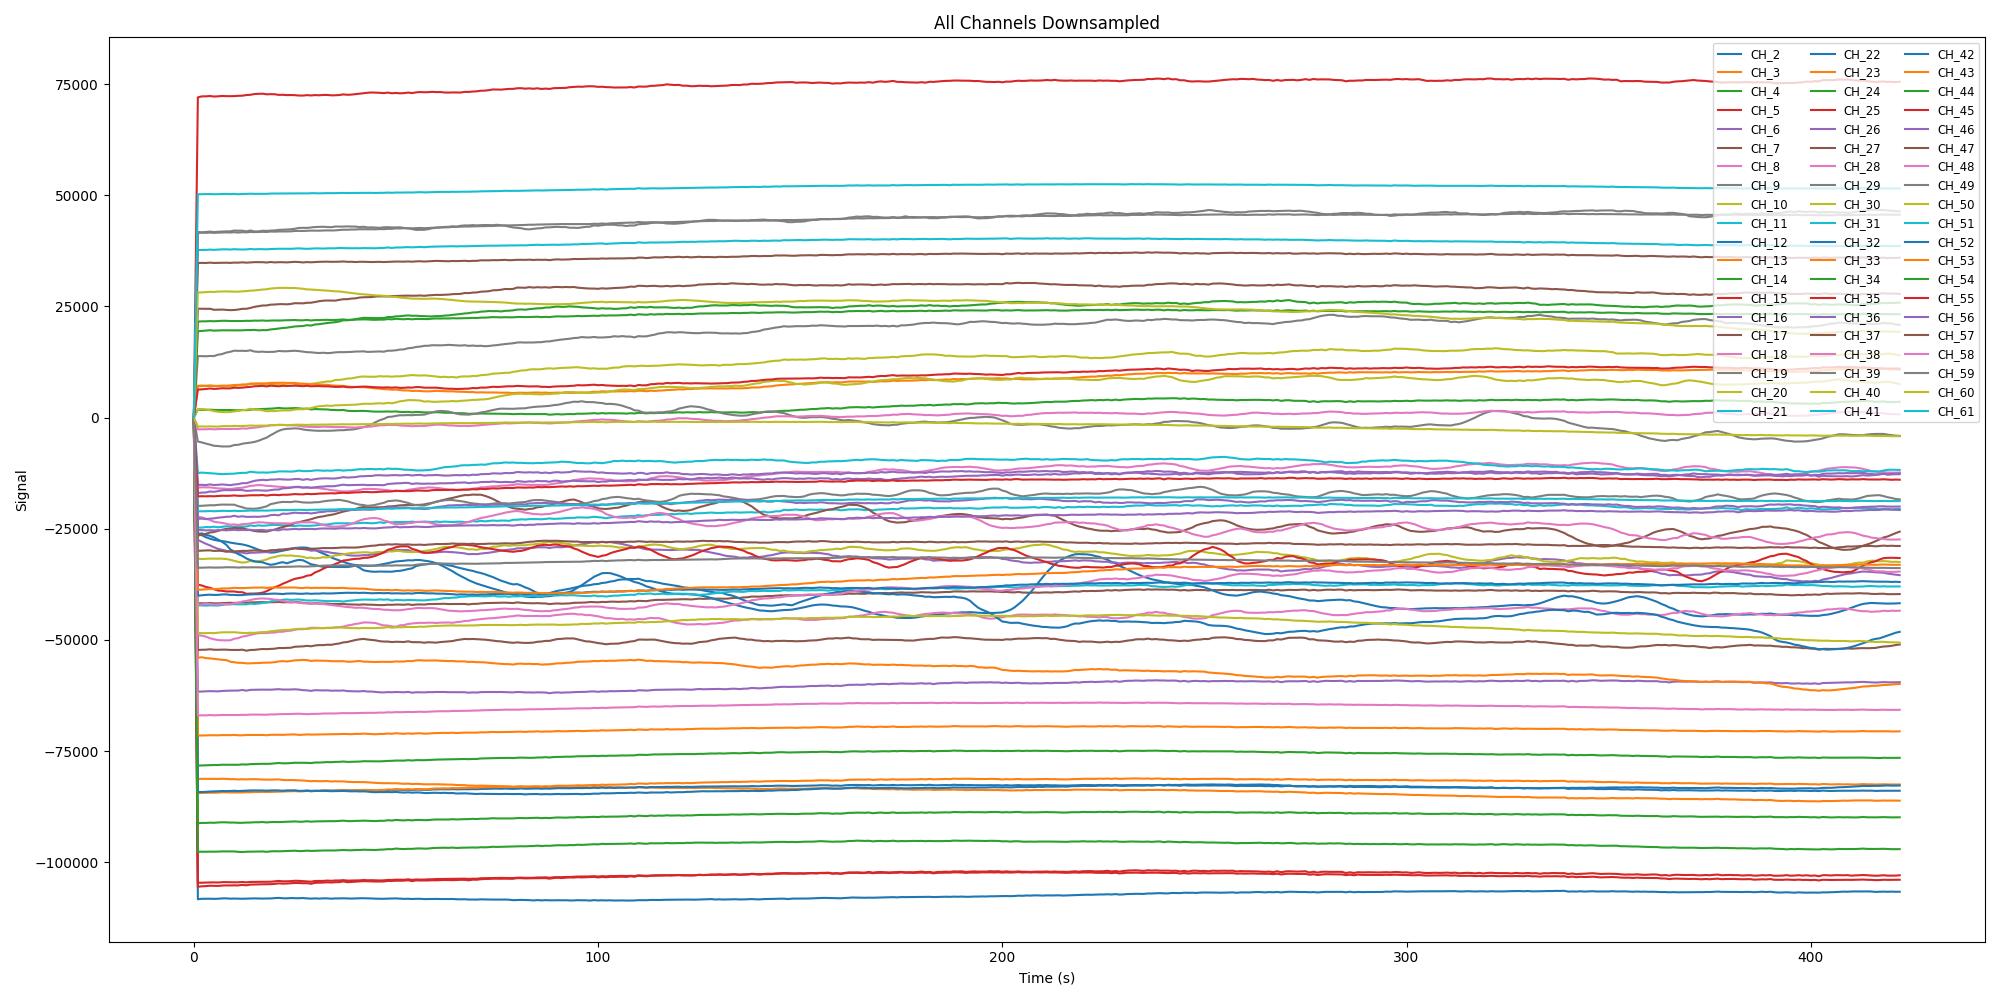 All Channels Downsampled
75000
50000
25000
0
−25000
−50000
−75000
−100000
Signal
0
100
200
300
400
Time (s)
CH_2
CH_3
CH_4
CH_5
CH_6
CH_7
CH_8
CH_9
CH_10
CH_11
CH_12
CH_13
CH_14
CH_15
CH_16
CH_17
CH_18
CH_19
CH_20
CH_21
CH_22
CH_23
CH_24
CH_25
CH_26
CH_27
CH_28
CH_29
CH_30
CH_31
CH_32
CH_33
CH_34
CH_35
CH_36
CH_37
CH_38
CH_39
CH_40
CH_41
CH_42
CH_43
CH_44
CH_45
CH_46
CH_47
CH_48
CH_49
CH_50
CH_51
CH_52
CH_53
CH_54
CH_55
CH_56
CH_57
CH_58
CH_59
CH_60
CH_61